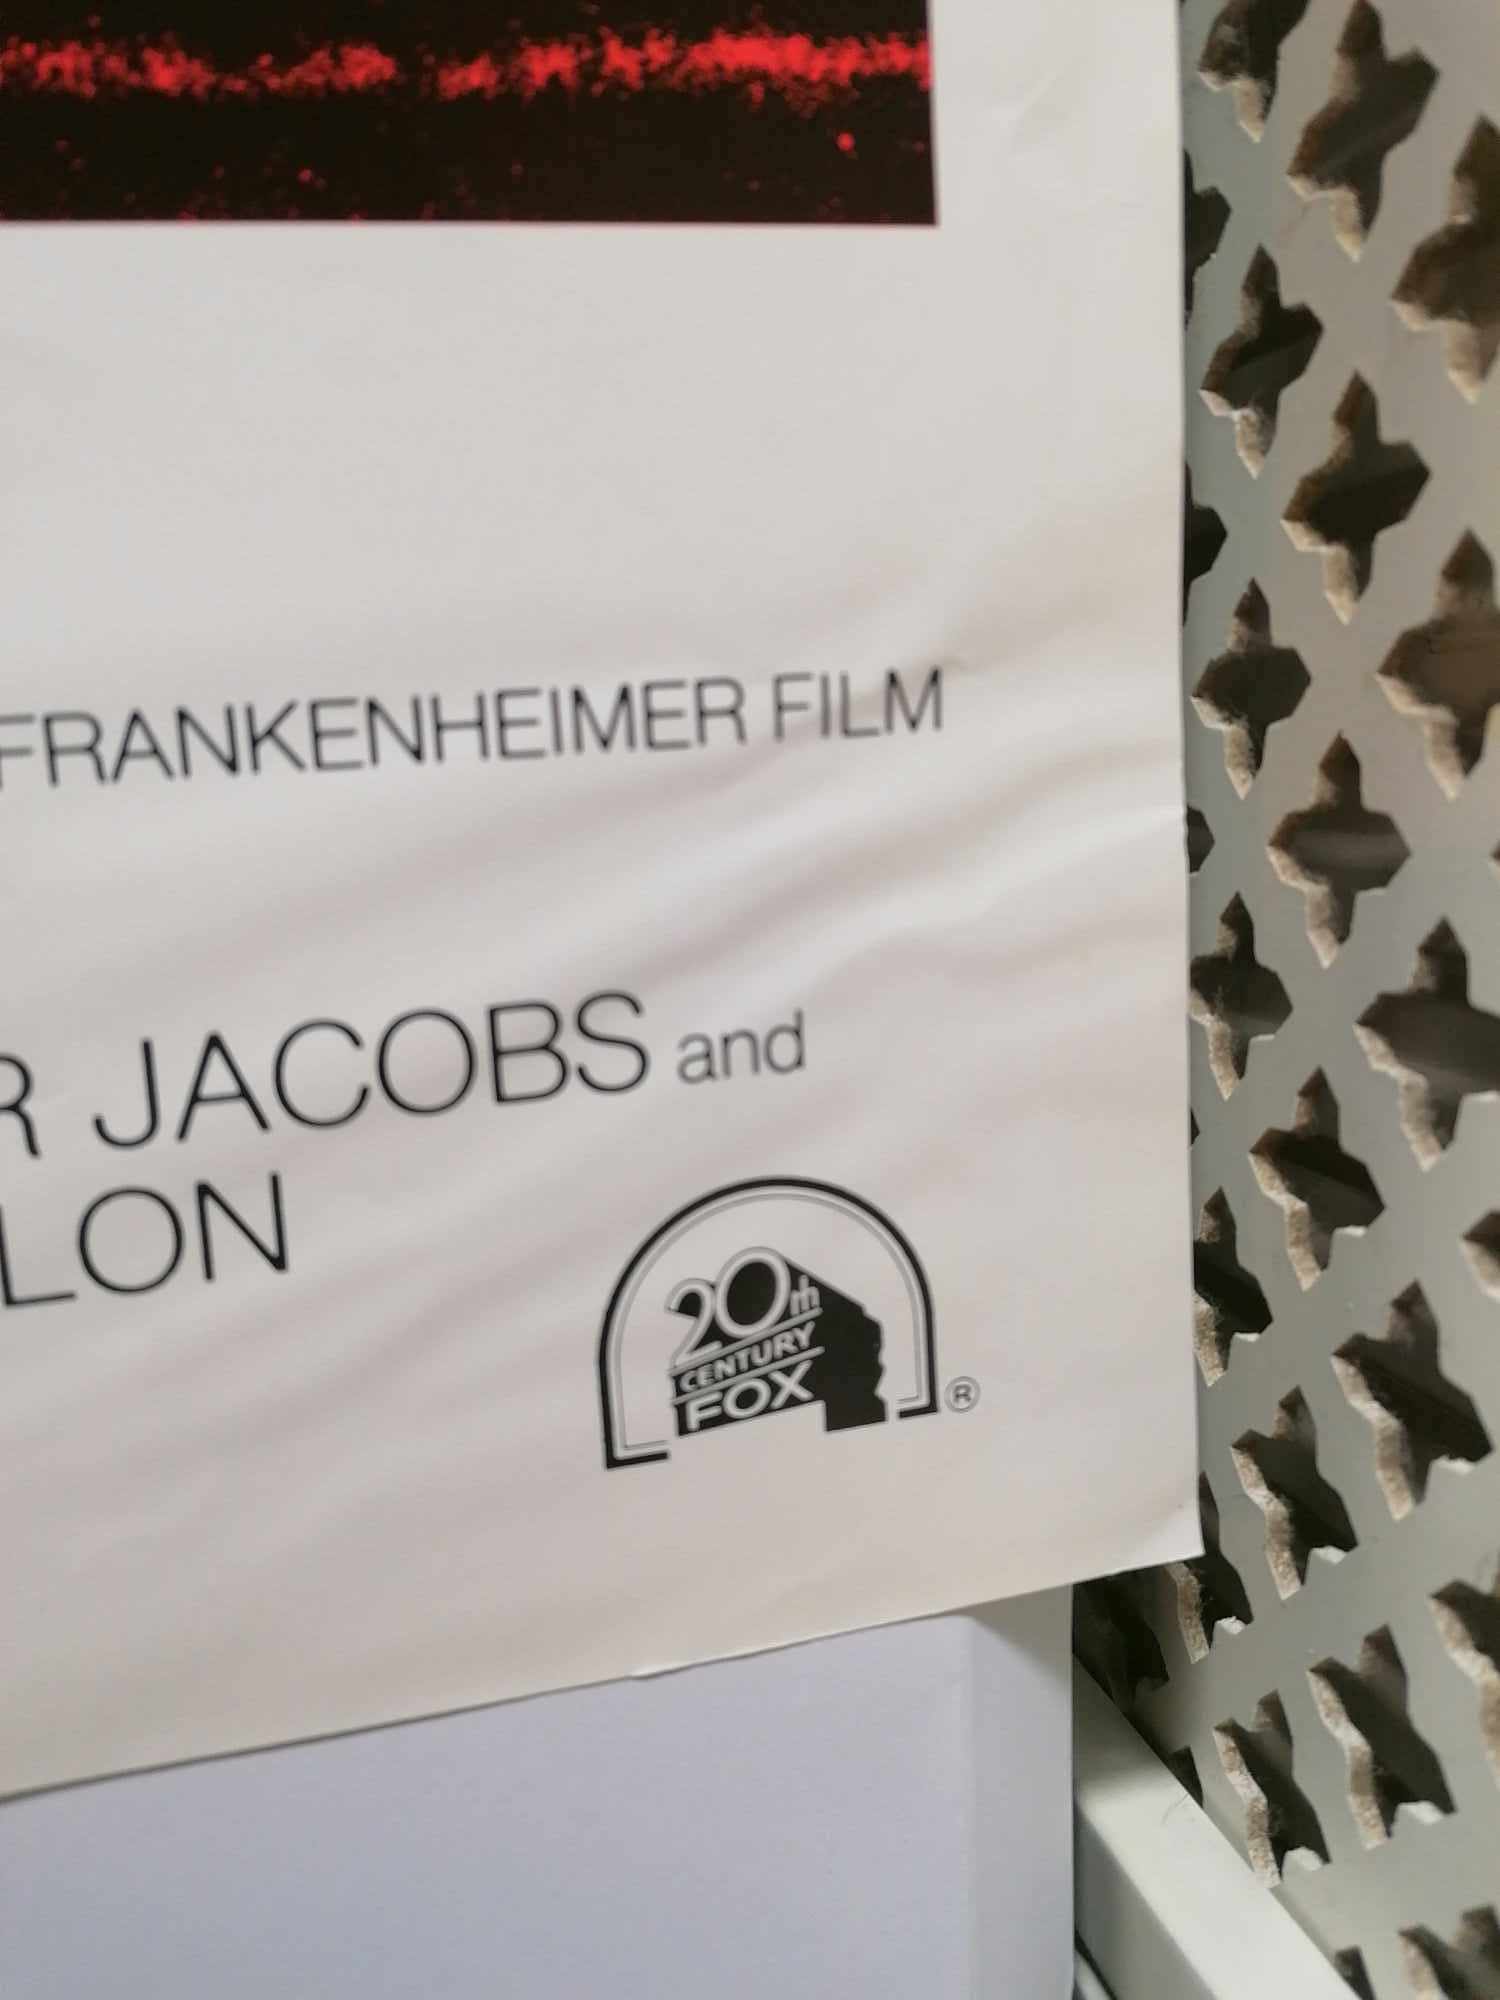 FRANKENHEIMER FILM
R JACOBS and
LON
20th
CENTURY
FOX
®